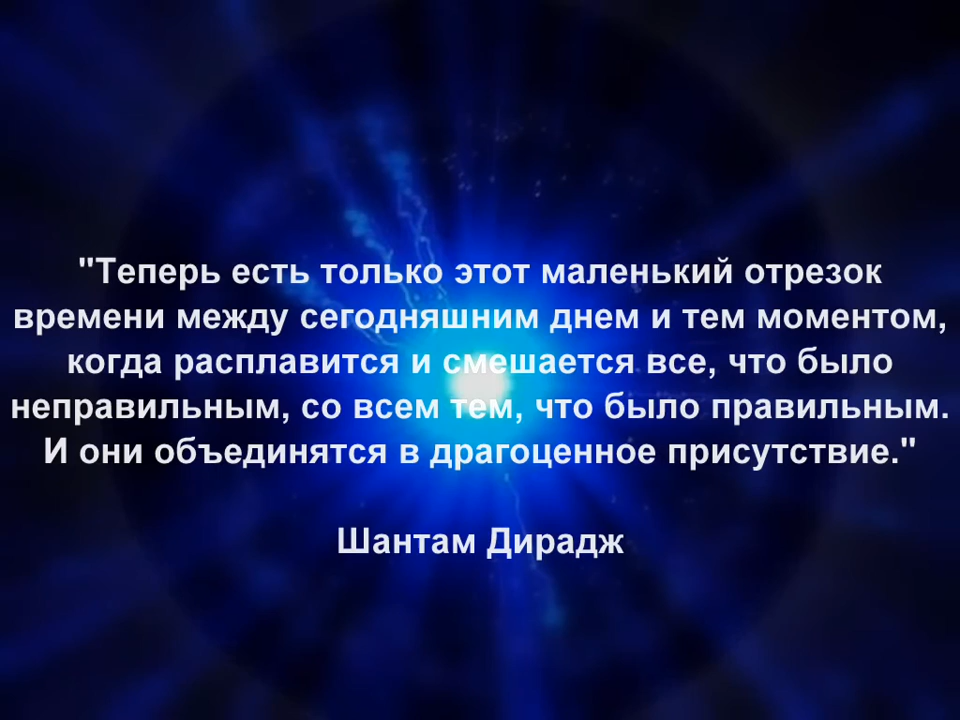 "Теперь есть только этот маленький отрезок
времени между сегодняшним днем и тем моментом,
когда расплавится и смешается все, что было
неправильным, со всем тем, что было правильным.
И они объединятся в драгоценное присутствие."
Шантам Дирадж